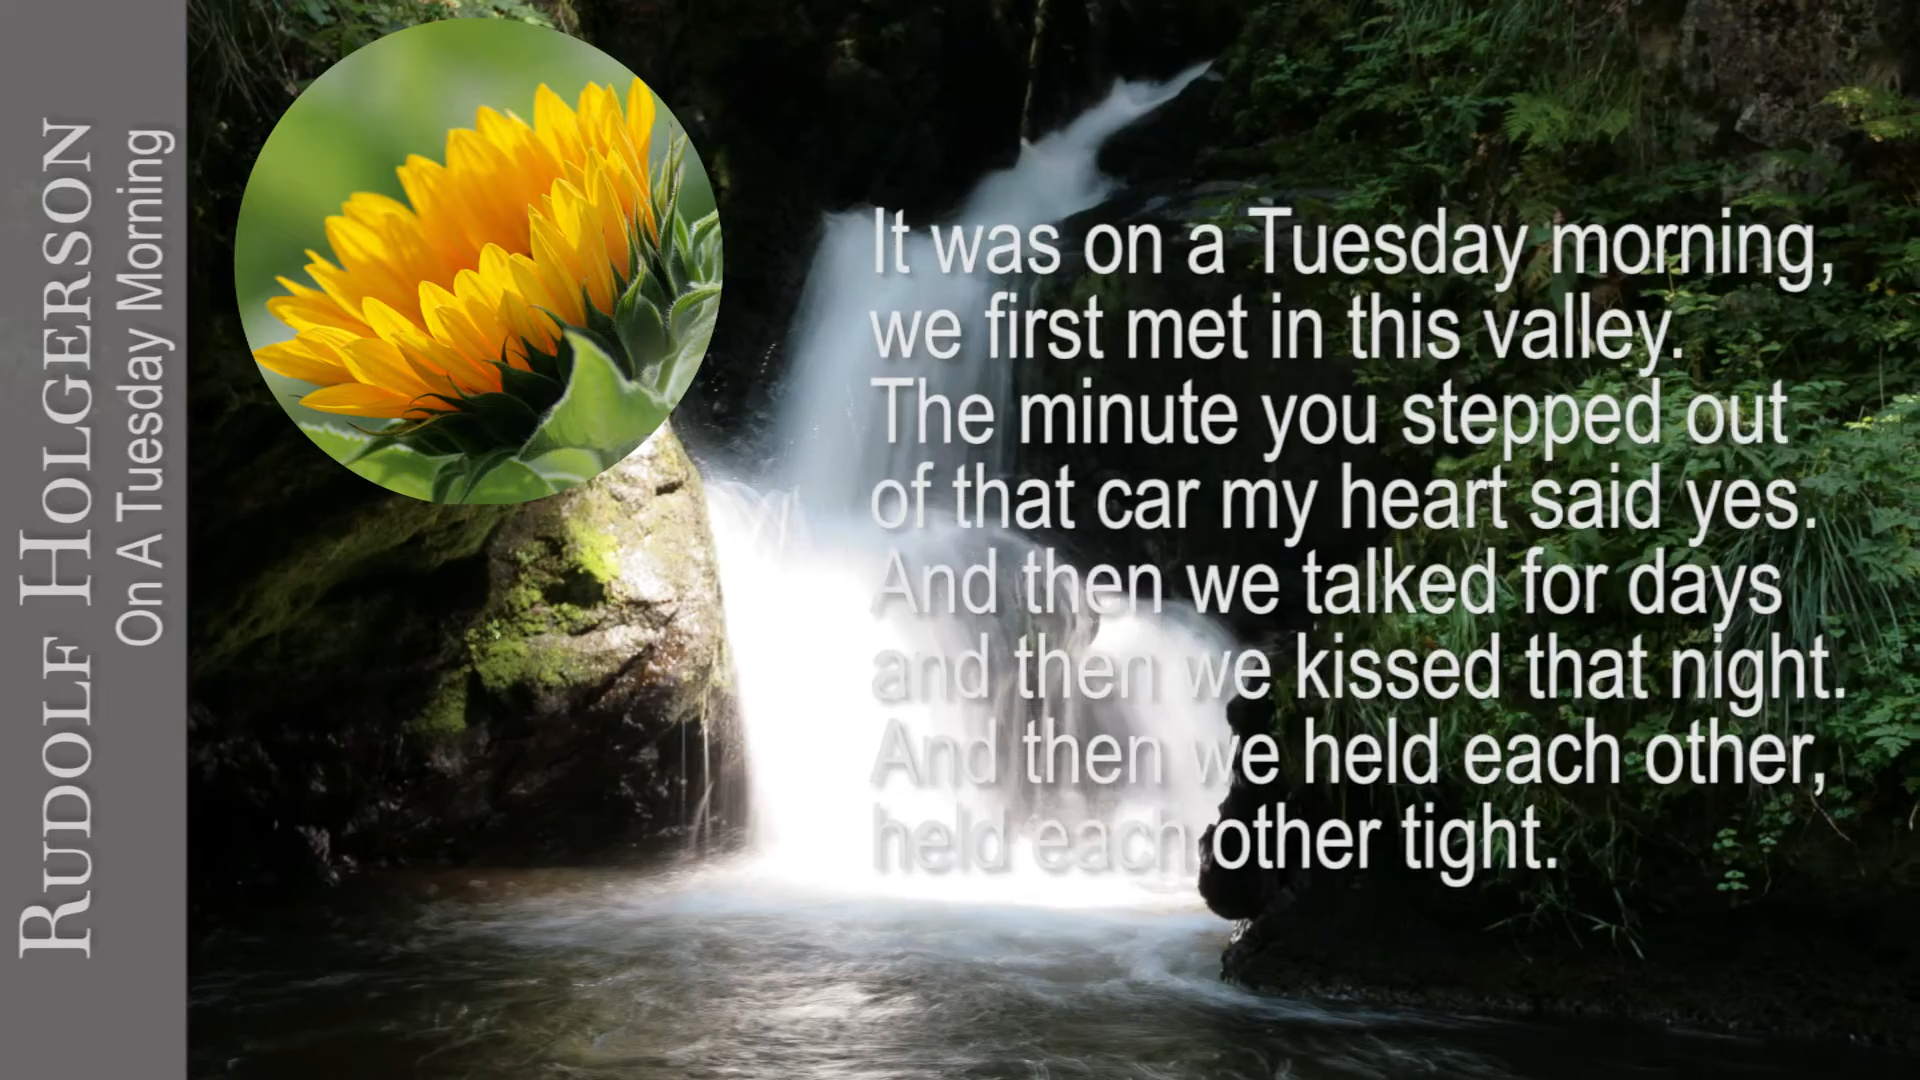 RUDOLF HOLGERSON
On A Tuesday Morning
It was on a Tuesday morning,
we first met in this valley.
The minute you stepped out
of that car my heart said yes.
And then we talked for days
and then we kissed that night.
And then we held each other,
held each other tight.